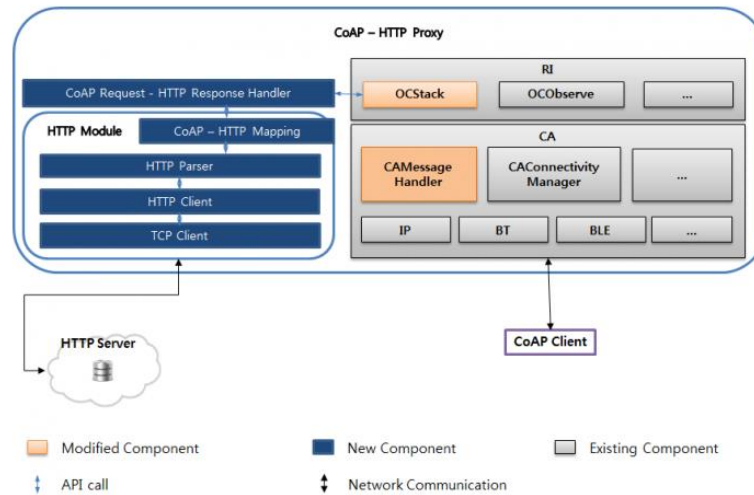 CoAP – HTTP Proxy
CoAP Request - HTTP Response Handler
HTTP Module
CoAP – HTTP Mapping
HTTP Parser
HTTP Client
TCP Client
RI
OCStack
OCObserve
...
CA
CAMessage
Handler
CAConnectivity
Manager
...
IP
BT
BLE
...
HTTP Server
CoAP Client
Modified Component
New Component
Existing Component
API call
Network Communication